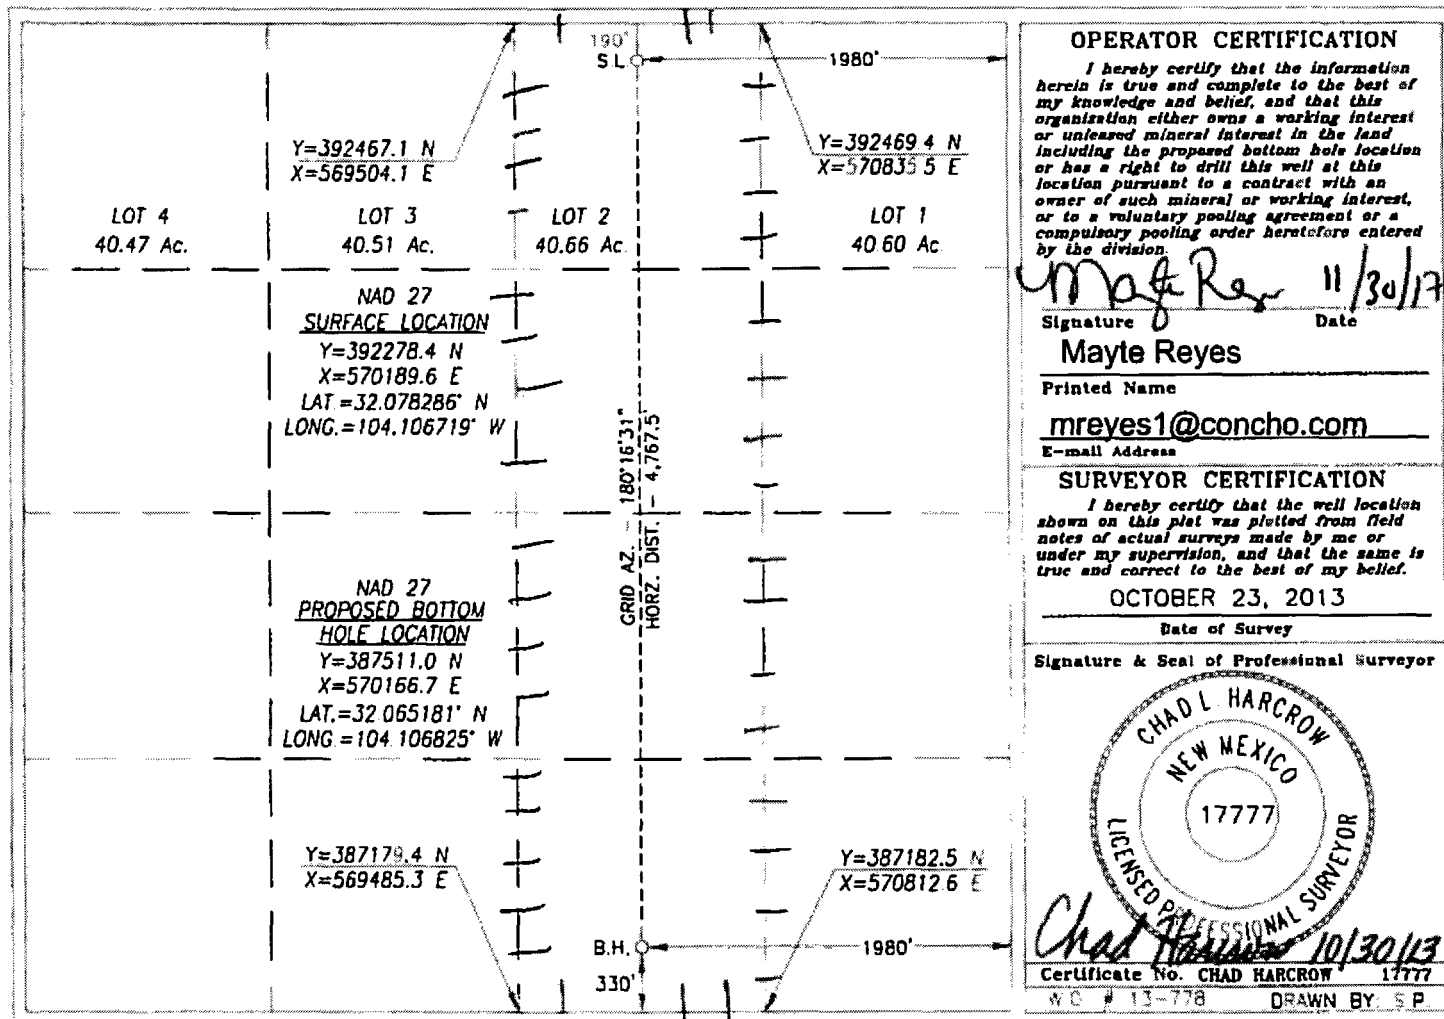 190'
S.L.
1980'
Y=392467.1 N
X=569504.1 E
Y=392469.4 N
X=570835.5 E
LOT 4
40.47 Ac.
LOT 3
40.51 Ac.
LOT 2
40.66 Ac.
LOT 1
40.60 Ac.
NAD 27
SURFACE LOCATION
Y=392278.4 N
X=570189.6 E
LAT.=32.078286° N
LONG.=104.106719° W
GRID AZ. - 180°16'31"
HORZ. DIST. - 4,767.5'
NAD 27
PROPOSED BOTTOM
HOLE LOCATION
Y=387511.0 N
X=570166.7 E
LAT.=32.065181° N
LONG.=104.106825° W
Y=387179.4 N
X=569485.3 E
Y=387182.5 N
X=570812.6 E
B.H.
1980'
330'
OPERATOR CERTIFICATION
I hereby certify that the information
herein is true and complete to the best of
my knowledge and belief, and that this
organization either owns a working interest
or unleased mineral interest in the land
including the proposed bottom hole location
or has a right to drill this well at this
location pursuant to a contract with an
owner of such mineral or working interest,
or to a voluntary pooling agreement or a
compulsory pooling order heretofore entered
by the division.
11/30/17
Signature Date
Mayte Reyes
Printed Name
mreyes1@concho.com
E-mail Address
SURVEYOR CERTIFICATION
I hereby certify that the well location
shown on this plat was plotted from field
notes of actual surveys made by me or
under my supervision, and that the same is
true and correct to the best of my belief.
OCTOBER 23, 2013
Date of Survey
Signature & Seal of Professional Surveyor
CHAD L. HARCROW
NEW MEXICO
17777
LICENSED PROFESSIONAL SURVEYOR
Chad Harcrow 10/30/13
Certificate No. CHAD HARCROW 17777
W.O. # 13-778 DRAWN BY: S.P.